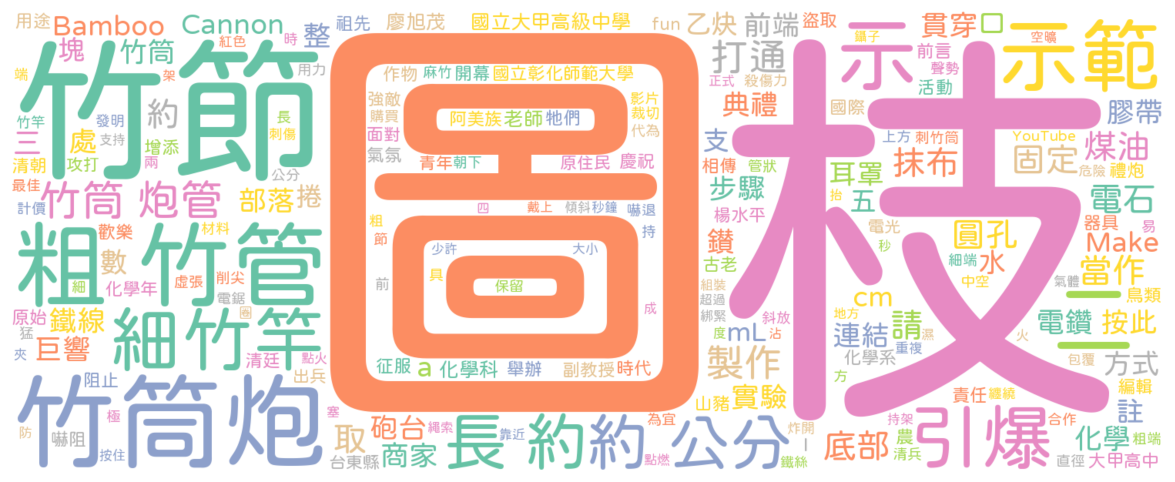 用途 Bamboo Cannon 整 祖先 廖旭茂 國立大甲高級中學 fun 乙炔 前端 盜取 鑷子 貫穿 口 空曠
塊 竹筒 紅色 時 架 用力 打通 正式 殺傷力 示 前言 聲勢 活動 示範
端 竹節 作物 麻竹 開幕 國立彰化師範大學
竹竿 發明 約 長 強敵 購買 阿美族 老師 牠們 影片 裁切 代為 典禮 國際 膠帶
三 處 增添 支持 刺傷 面對 支 上方 刺竹筒 YouTube 煤油
清朝 攻打 兩 公分 氣氛 青年 朝下 原住民 慶祝 相傳 管狀 耳罩 抹布 固定 危險 禮炮
最佳 竹筒 炮管 部落 捲 圖 步驟 抬 五 電石
計價 歡樂 材料 粗 四 戴上 傾斜 秒鐘 嚇退 持 楊水平 電光 圓孔 器具 易
粗 竹管 數 節 少許 大小 鑽 秒 細端 水 Make
細 化學年 虛張 削尖 電鋸 圈 前 具 保留 古老 組裝 中空 氣體 當作 鳥類
原始 鐵線 細竹竿 成 超過 cm 地方 枝 一
猛 巨響 綁緊 斜放 請 濕 火 電鑽 按此
夾 清廷 點火 度 mL 沾 連結 重複 一
阻止 出兵 征服 a 化學科 舉辦 副教授 時代 製作 化學系 方 包覆 方式
竹筒炮 極 塞 山豬 實驗 責任 纏繞 編輯
防 嚇阻 取 砲台 繩索 長 約 靠近 約 公分 為宜 炸開 底部 持架 農 引爆 合作 註
按住 台東縣 商家 點燃 鐵絲 I 清兵 直徑 化學 粗端 大甲高中